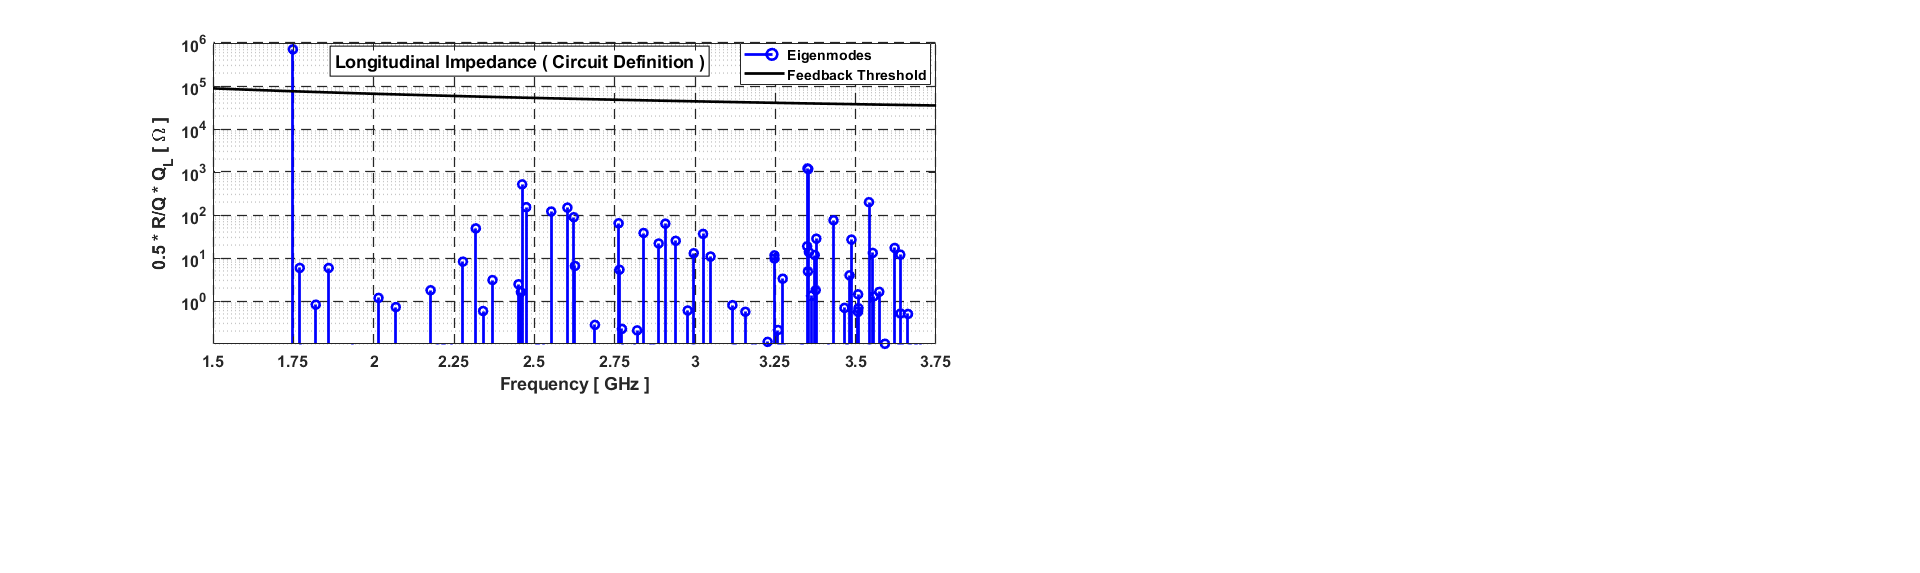 Longitudinal Impedance ( Circuit Definition )
Eigenmodes
Feedback Threshold
0.5 * R/Q * Q_L [ Ω ]
10^6
10^5
10^4
10^3
10^2
10^1
10^0
1.5 1.75 2 2.25 2.5 2.75 3 3.25 3.5 3.75
Frequency [ GHz ]